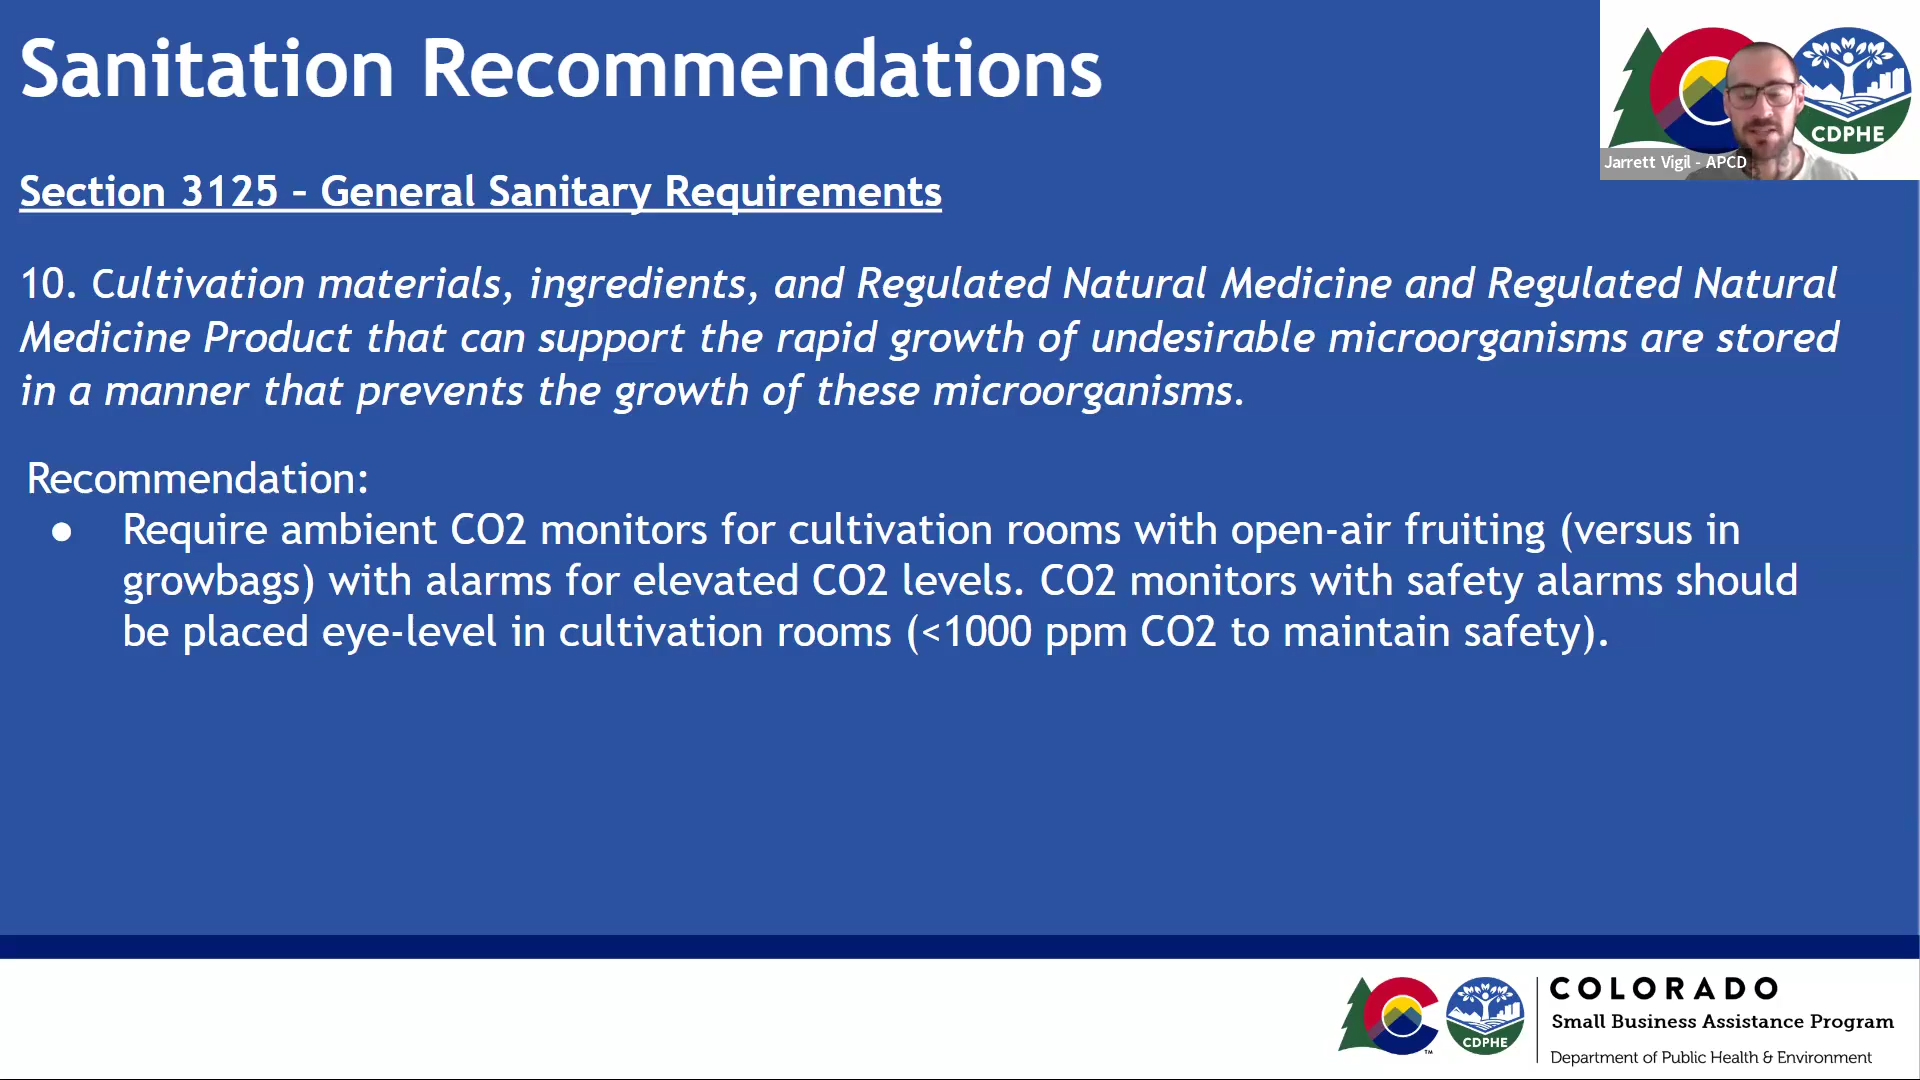 Sanitation Recommendations
CDPHE
Jarrett Vigil - APCD
Section 3125 – General Sanitary Requirements
10. Cultivation materials, ingredients, and Regulated Natural Medicine and Regulated Natural
Medicine Product that can support the rapid growth of undesirable microorganisms are stored
in a manner that prevents the growth of these microorganisms.
Recommendation:
● Require ambient CO2 monitors for cultivation rooms with open-air fruiting (versus in
growbags) with alarms for elevated CO2 levels. CO2 monitors with safety alarms should
be placed eye-level in cultivation rooms (<1000 ppm CO2 to maintain safety).
CDPHE
TM
COLORADO
Small Business Assistance Program
Department of Public Health & Environment